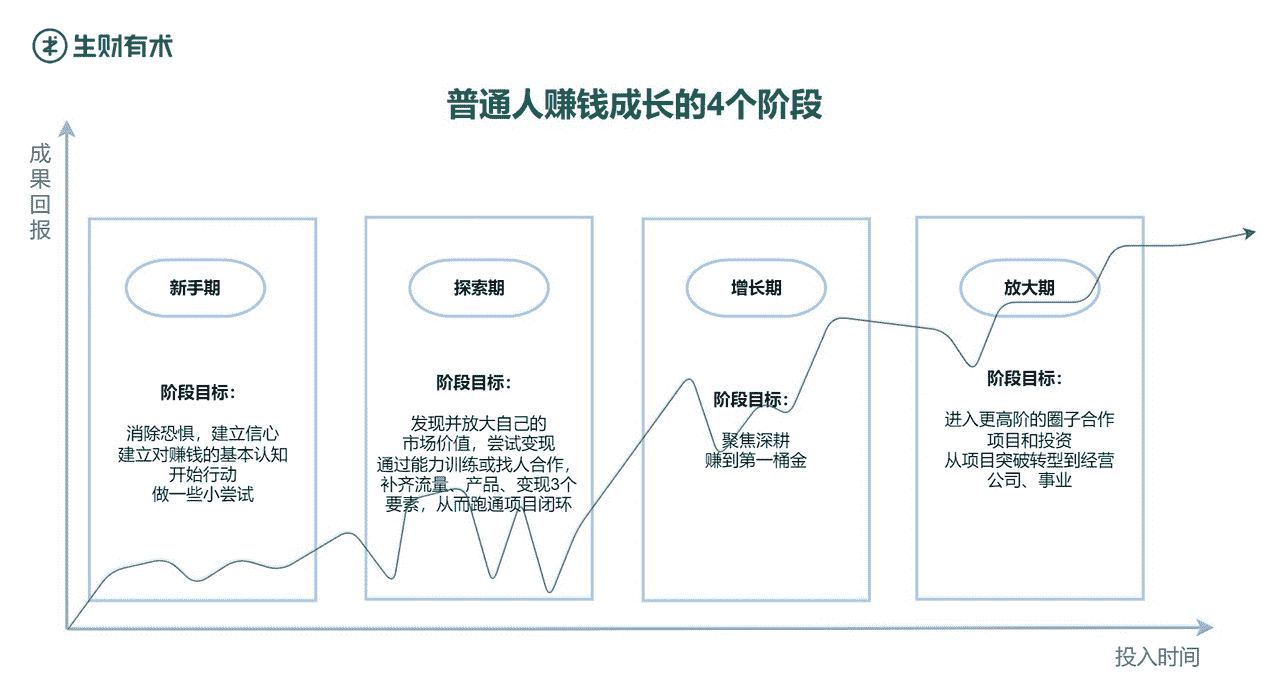 生财有术
普通人赚钱成长的4个阶段
成果回报
新手期
阶段目标：
消除恐惧，建立信心
建立对赚钱的基本认知
开始行动
做一些小尝试
探索期
阶段目标：
发现并放大自己的
市场价值，尝试变现
通过能力训练或找人合作，
补齐流量、产品、变现3个
要素，从而跑通项目闭环
增长期
阶段目标：
聚焦深耕
赚到第一桶金
放大期
阶段目标：
进入更高阶的圈子合作
项目和投资
从项目突破转型到经营
公司、事业
投入时间